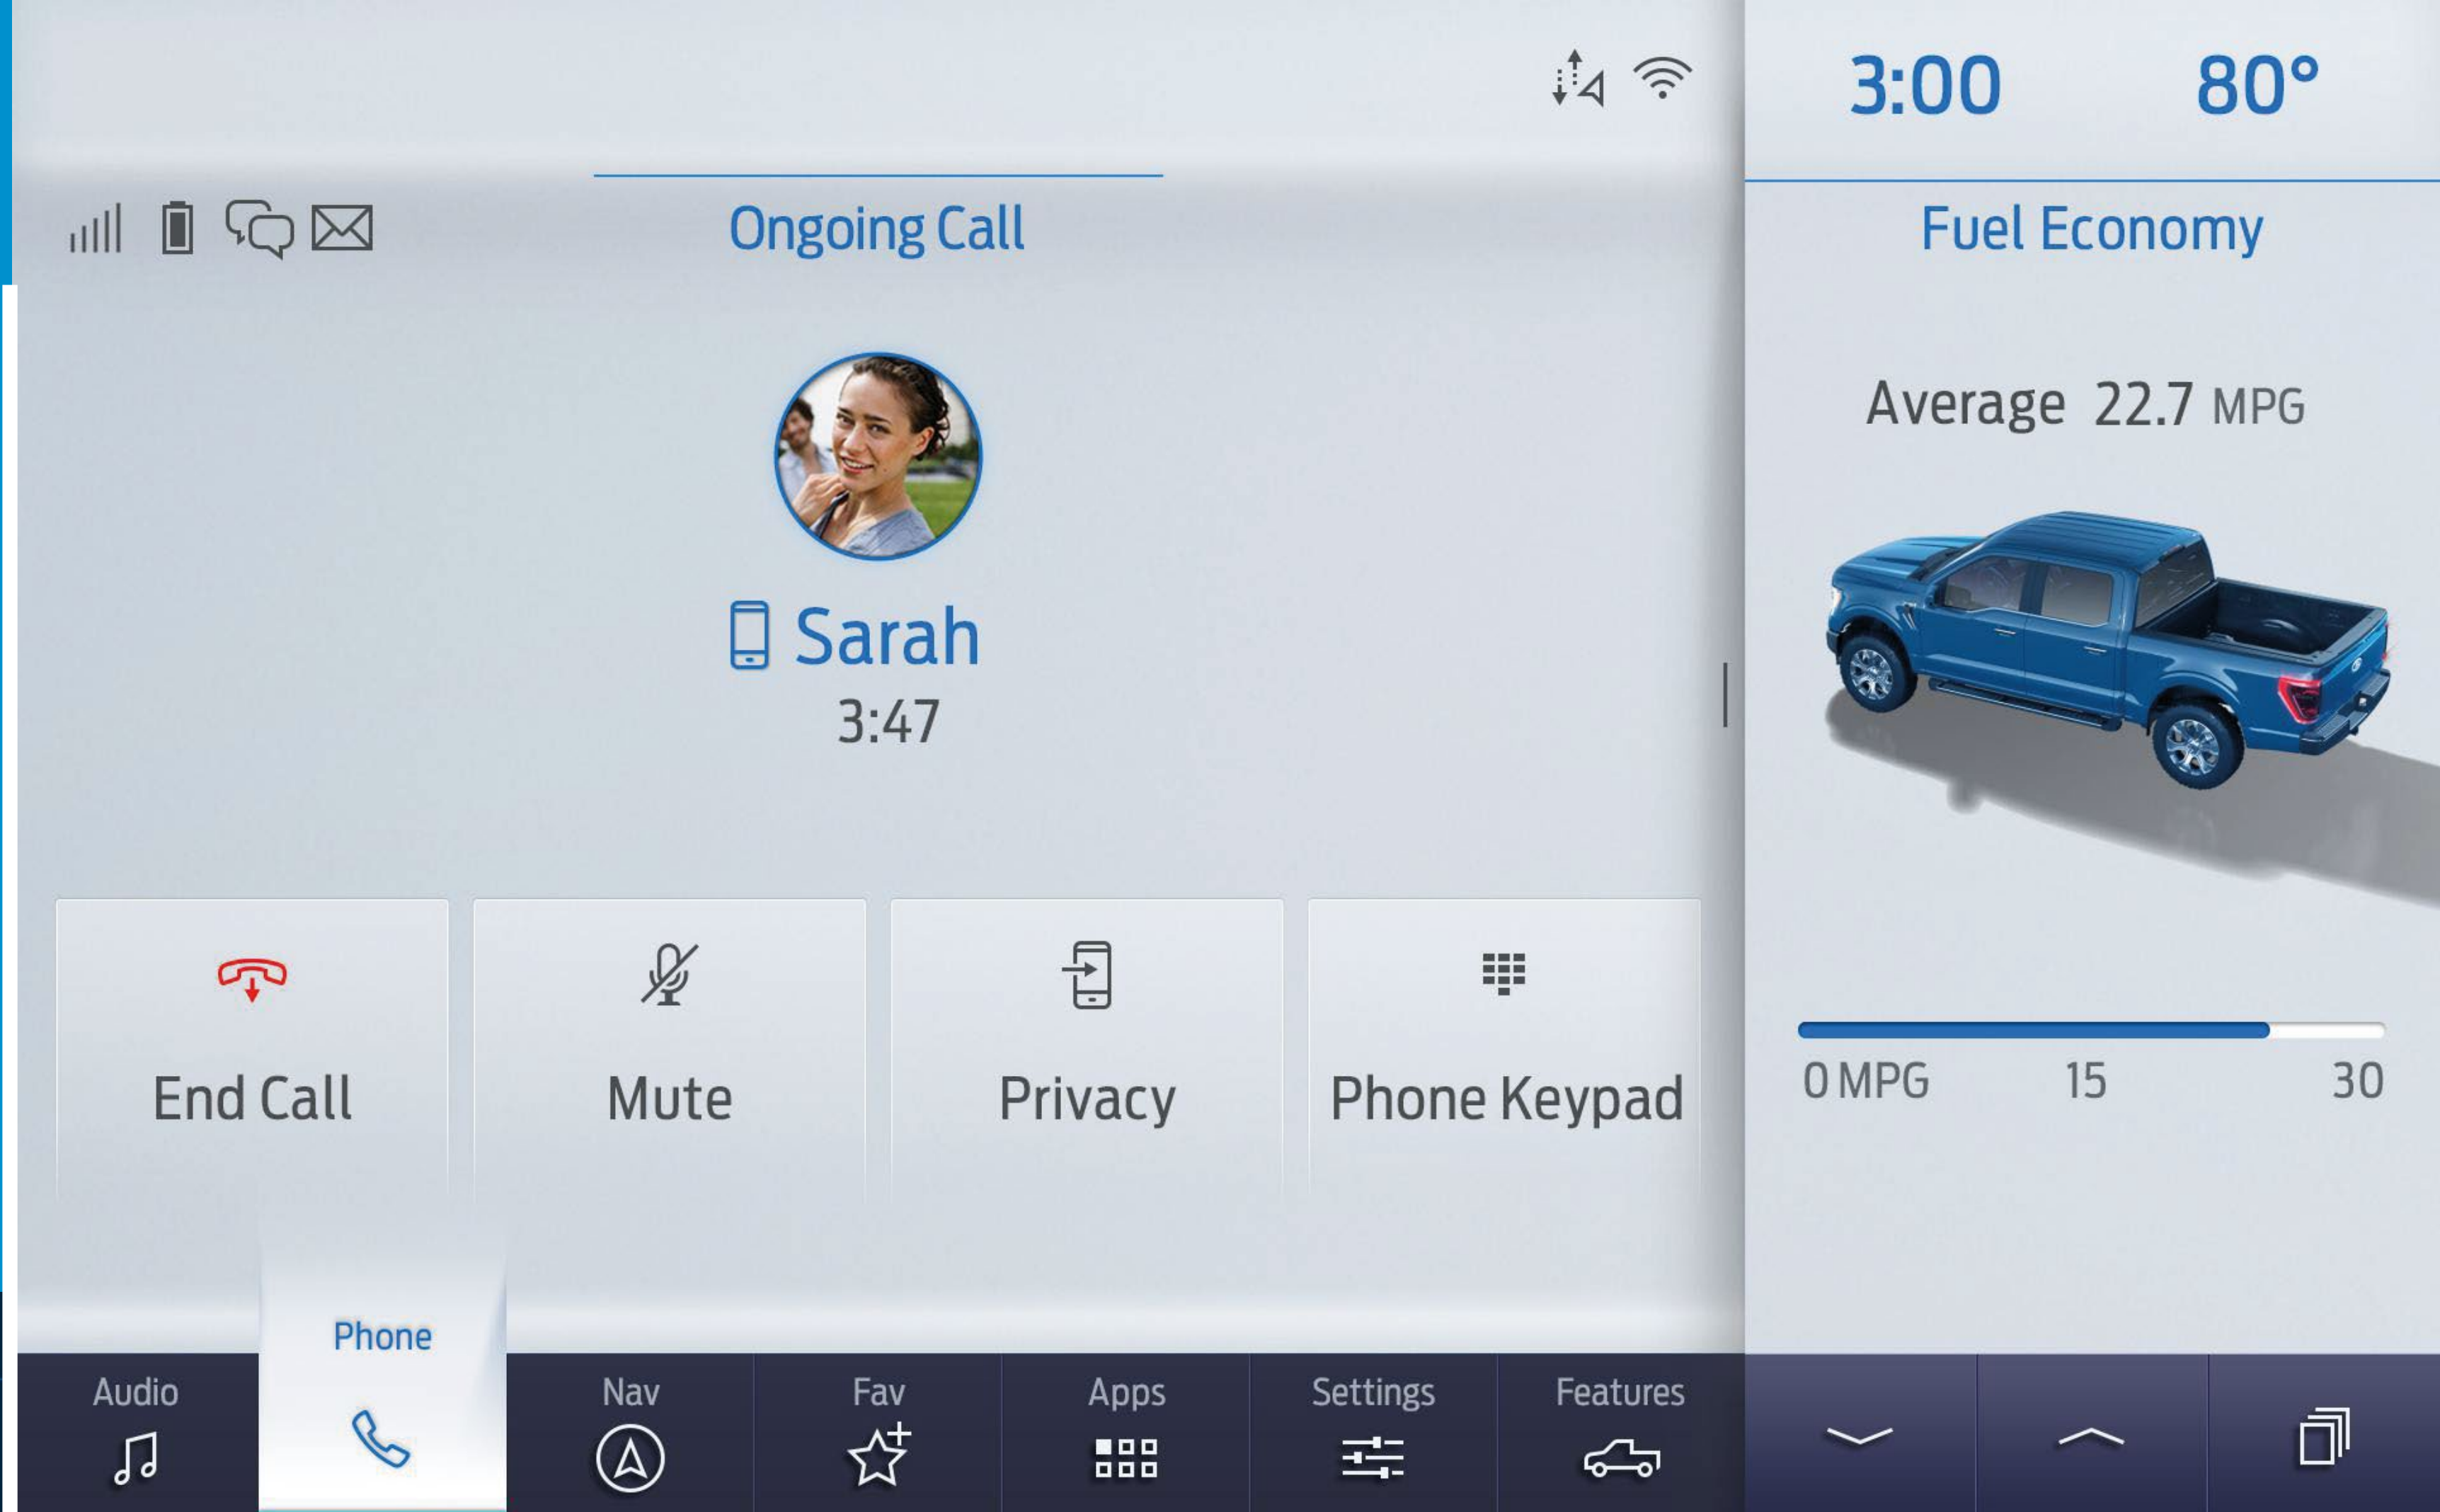 3:00
80°
Ongoing Call
Fuel Economy
Average 22.7 MPG
Sarah
3:47
End Call
Mute
Privacy
Phone Keypad
0 MPG
15
30
Audio
Phone
Nav
Fav
Apps
Settings
Features